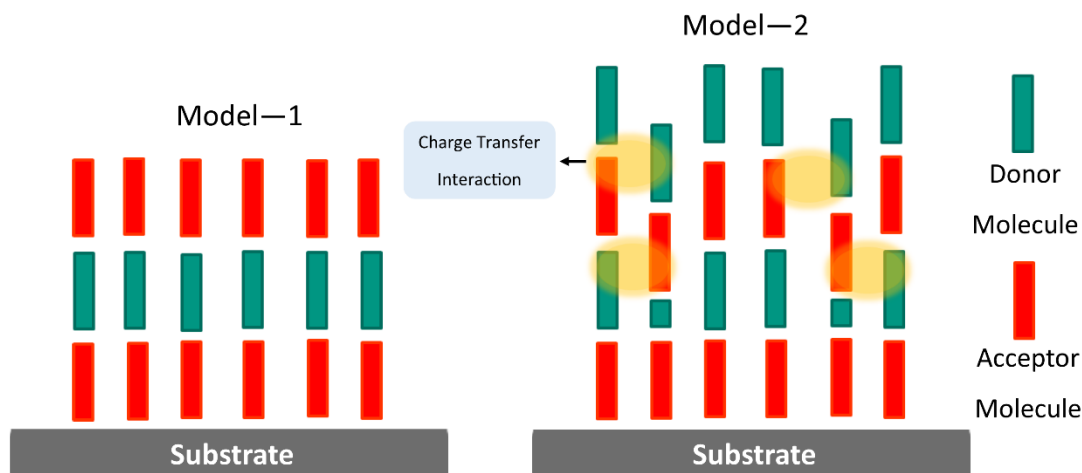 Model—1
Model—2
Charge Transfer
Interaction
Donor
Molecule
Acceptor
Molecule
Substrate
Substrate